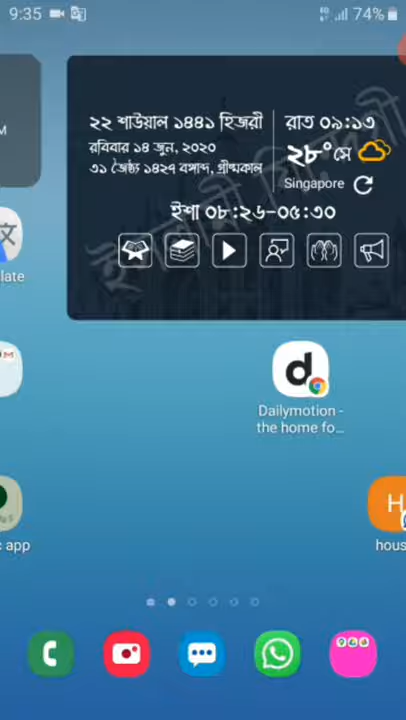 9:35
74%
M
২২ শাউয়াল ১৪৪১ হিজরী
রবিবার ১৪ জুন, ২০২০
৩১ জ্যৈষ্ঠ্য ১৪২৭ বঙ্গাব্দ, গ্রীষ্মকাল
রাত ০৯:১৩
২৮°সে
Singapore
ইশা ০৮:২৬-০৫:৩০
late
d
Dailymotion -
the home fo...
H
c app
hous